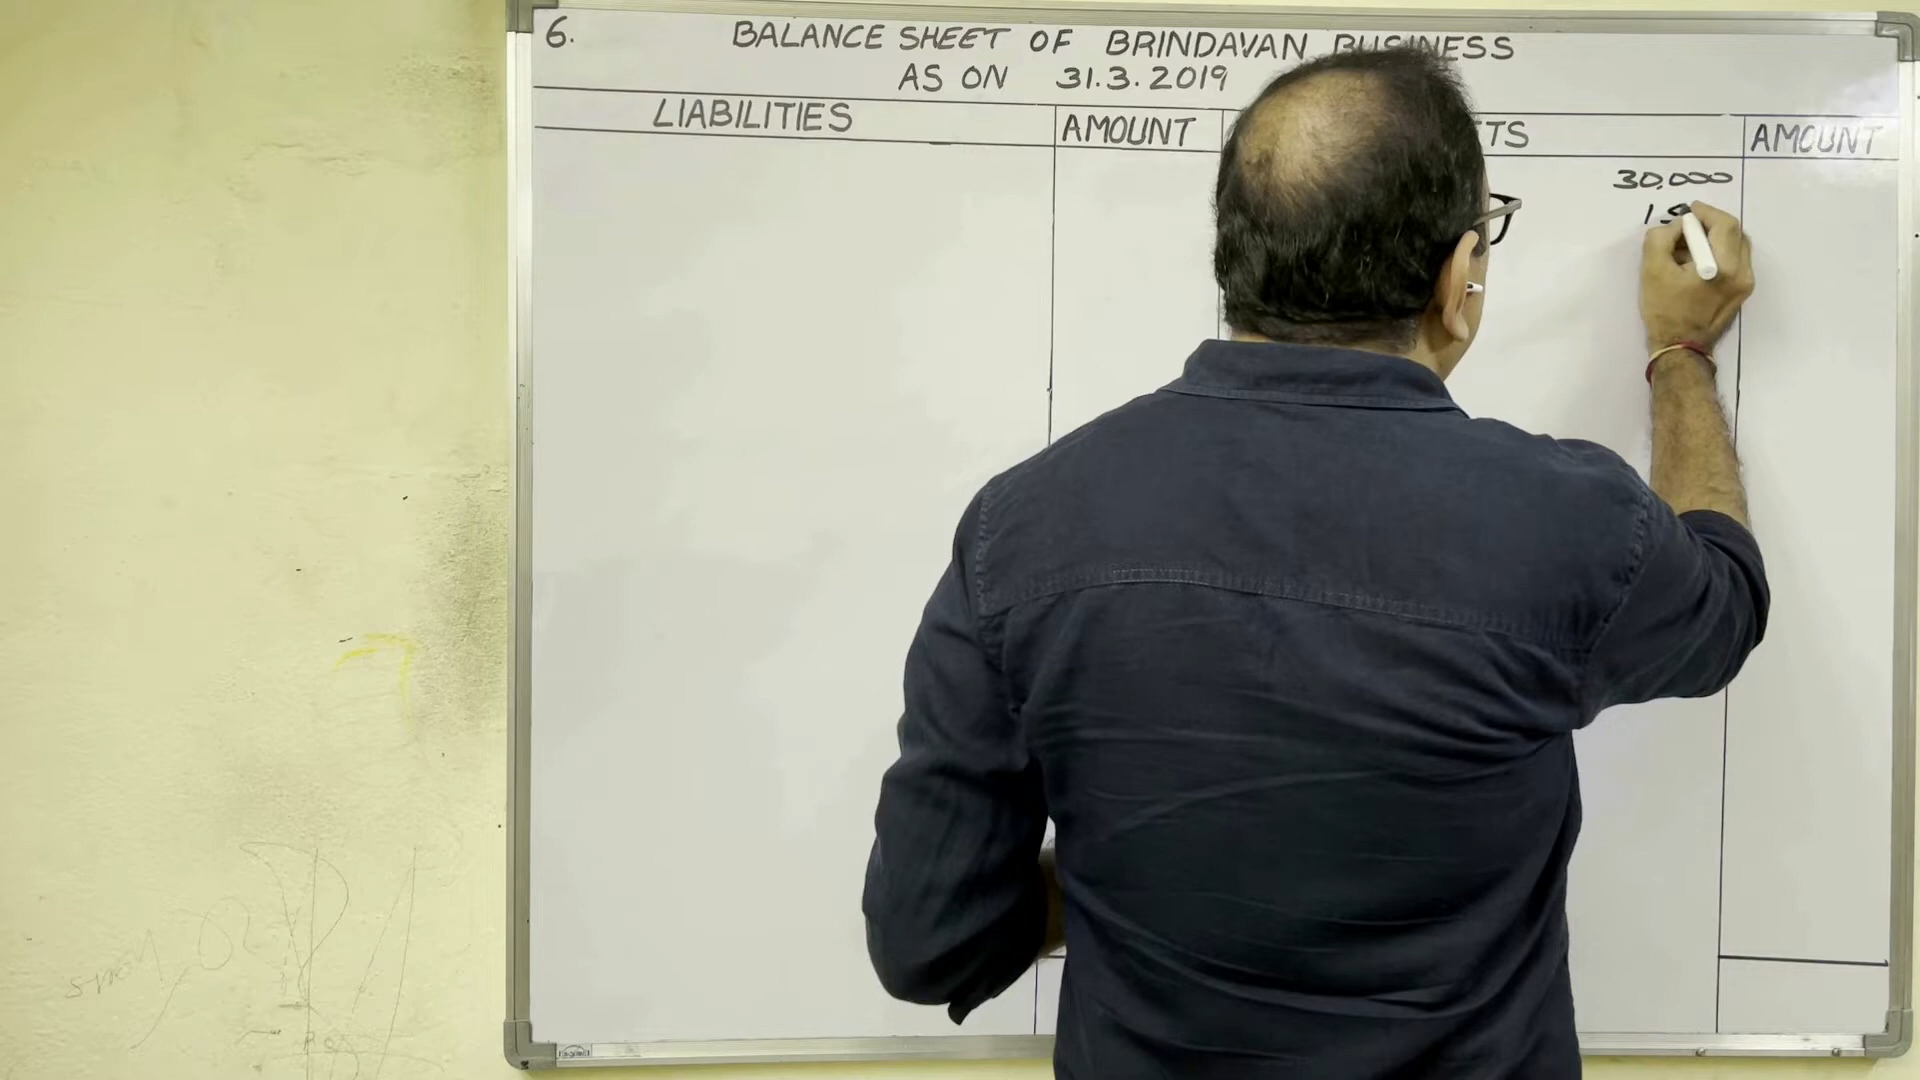 6. BALANCE SHEET OF BRINDAVAN BUSINESS
AS ON 31.3.2019
LIABILITIES AMOUNT TS AMOUNT
30,000